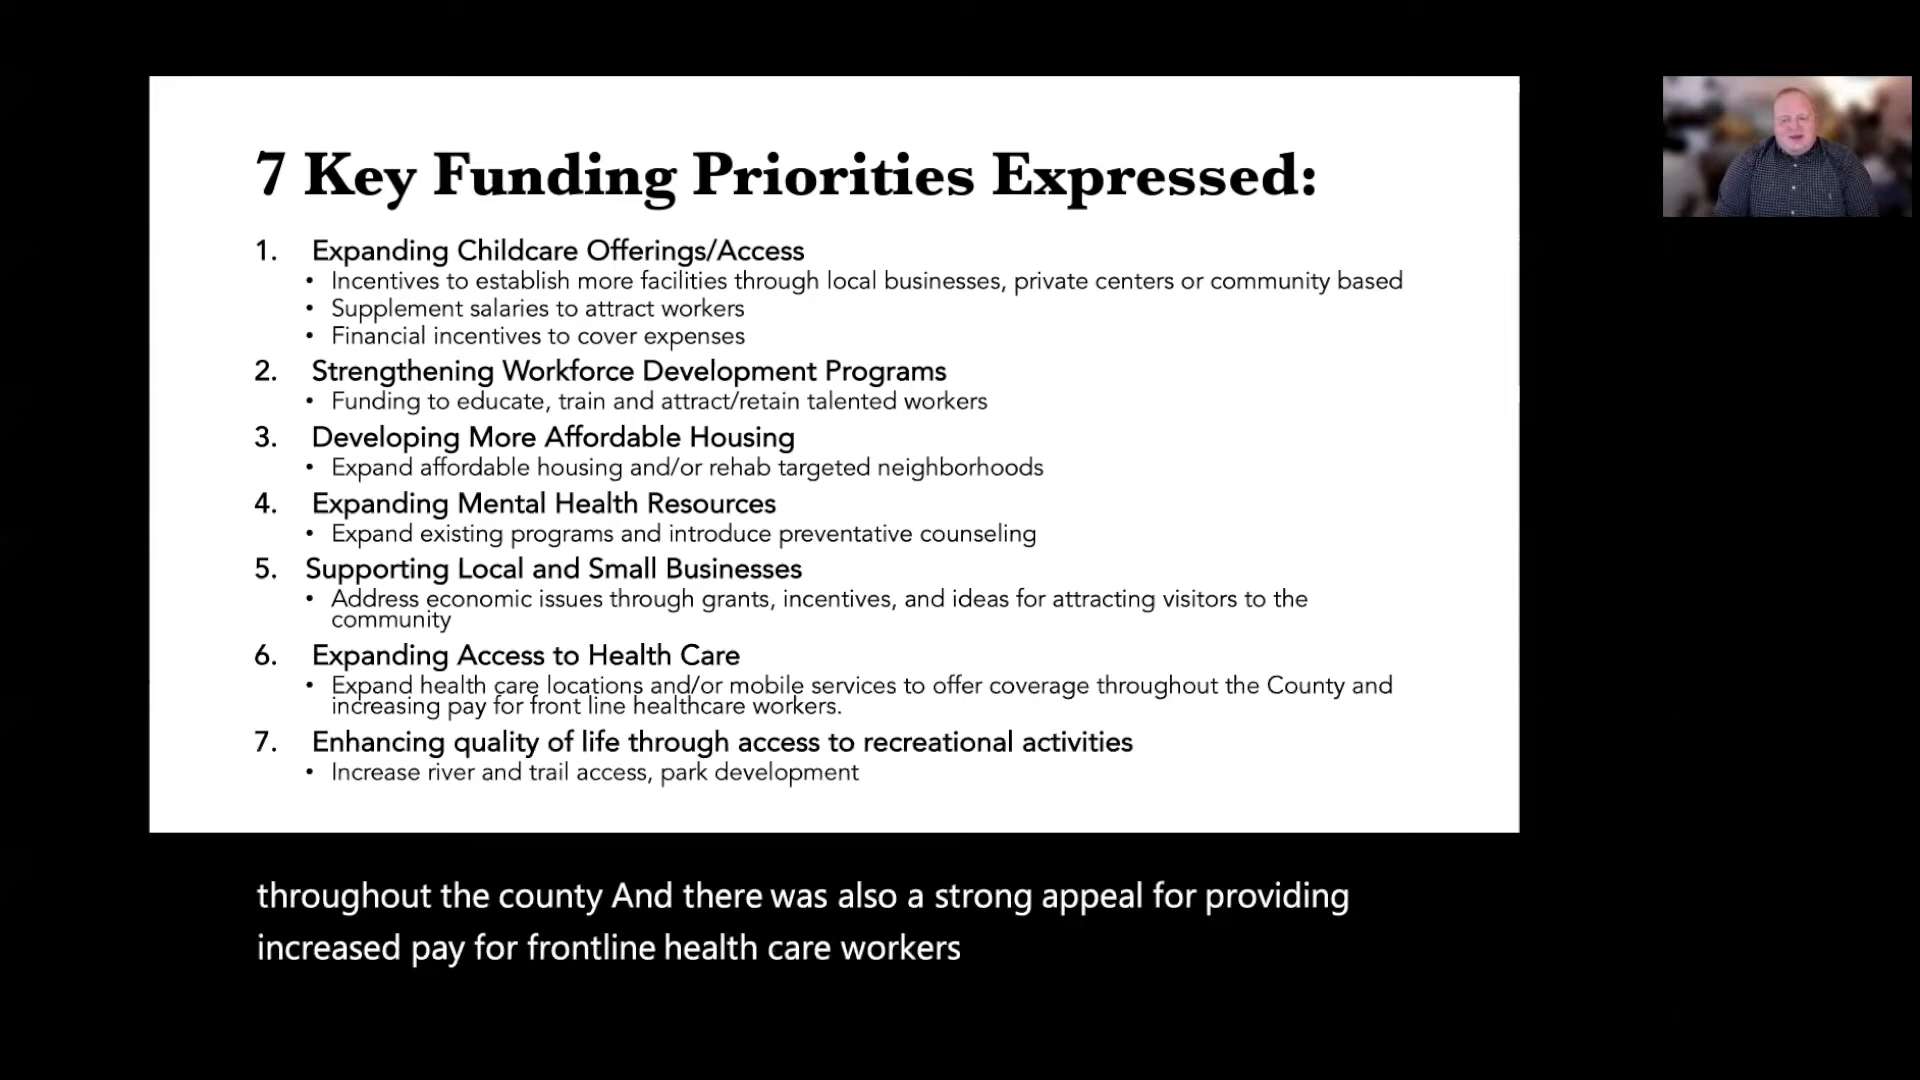 7 Key Funding Priorities Expressed:
1. Expanding Childcare Offerings/Access
• Incentives to establish more facilities through local businesses, private centers or community based
• Supplement salaries to attract workers
• Financial incentives to cover expenses
2. Strengthening Workforce Development Programs
• Funding to educate, train and attract/retain talented workers
3. Developing More Affordable Housing
• Expand affordable housing and/or rehab targeted neighborhoods
4. Expanding Mental Health Resources
• Expand existing programs and introduce preventative counseling
5. Supporting Local and Small Businesses
• Address economic issues through grants, incentives, and ideas for attracting visitors to the
community
6. Expanding Access to Health Care
• Expand health care locations and/or mobile services to offer coverage throughout the County and
increasing pay for front line healthcare workers.
7. Enhancing quality of life through access to recreational activities
• Increase river and trail access, park development
throughout the county And there was also a strong appeal for providing
increased pay for frontline health care workers